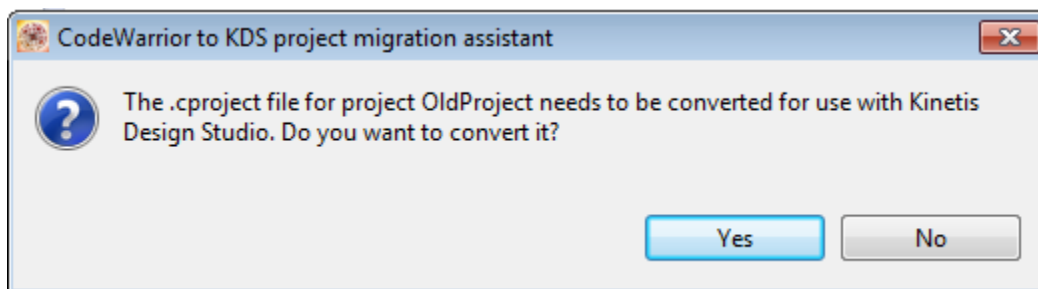 CodeWarrior to KDS project migration assistant
The .cproject file for project OldProject needs to be converted for use with Kinetis
Design Studio. Do you want to convert it?
Yes No